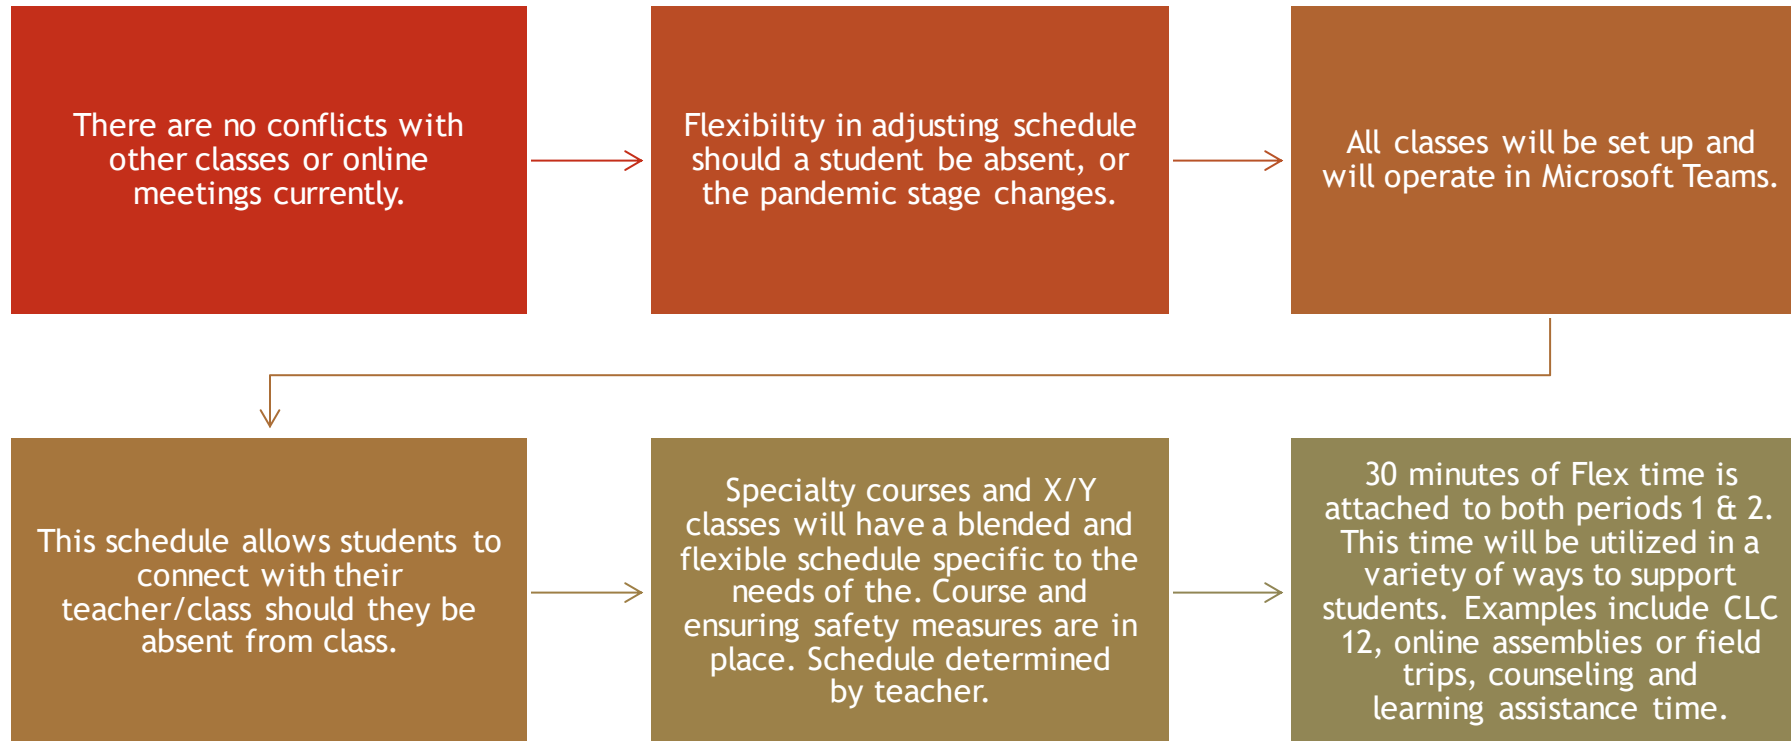 There are no conflicts with
other classes or online
meetings currently.
Flexibility in adjusting schedule
should a student be absent, or
the pandemic stage changes.
All classes will be set up and
will operate in Microsoft Teams.
This schedule allows students to
connect with their
teacher/class should they be
absent from class.
Specialty courses and X/Y
classes will have a blended and
flexible schedule specific to the
needs of the. Course and
ensuring safety measures are in
place. Schedule determined
by teacher.
30 minutes of Flex time is
attached to both periods 1 & 2.
This time will be utilized in a
variety of ways to support
students. Examples include CLC
12, online assemblies or field
trips, counseling and
learning assistance time.